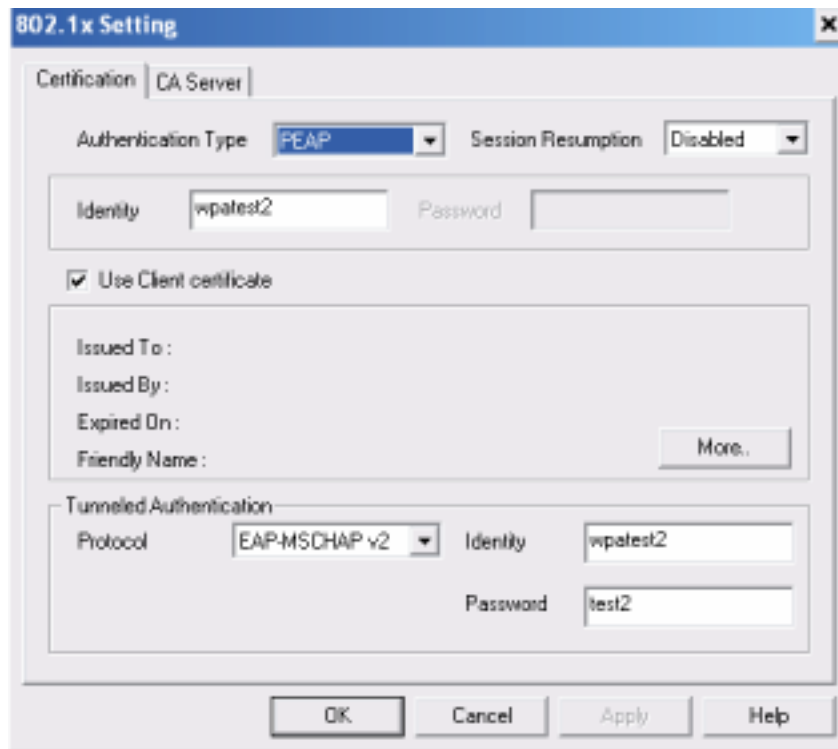 802.1x Setting
Certification CA Server
Authentication Type PEAP Session Resumption Disabled
Identity wpatest2 Password
Use Client certificate
Issued To :
Issued By :
Expired On :
Friendly Name :
More..
Tunneled Authentication
Protocol EAP-MSCHAP v2 Identity wpatest2
Password test2
OK Cancel Apply Help